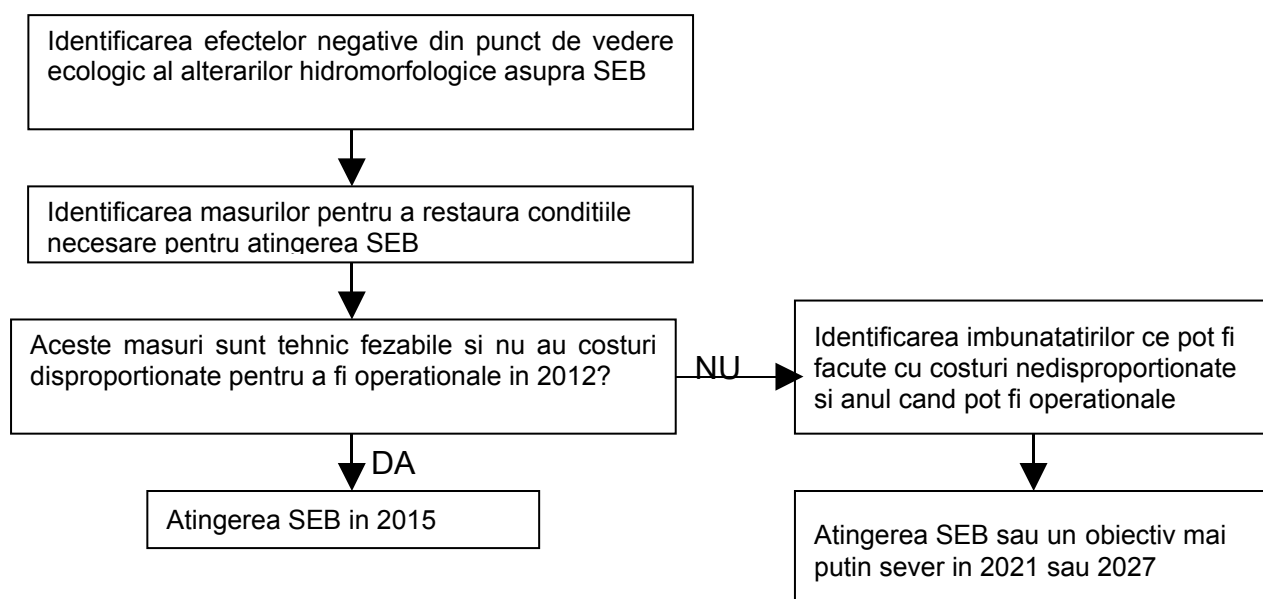 Identificarea efectelor negative din punct de vedere
ecologic al alterarilor hidromorfologice asupra SEB
Identificarea masurilor pentru a restaura conditiile
necesare pentru atingerea SEB
Aceste masuri sunt tehnic fezabile si nu au costuri
disproportionate pentru a fi operationale in 2012?
NU
Identificarea imbunatatirilor ce pot fi
facute cu costuri nedisproportionate
si anul cand pot fi operationale
DA
Atingerea SEB in 2015
Atingerea SEB sau un obiectiv mai
putin sever in 2021 sau 2027